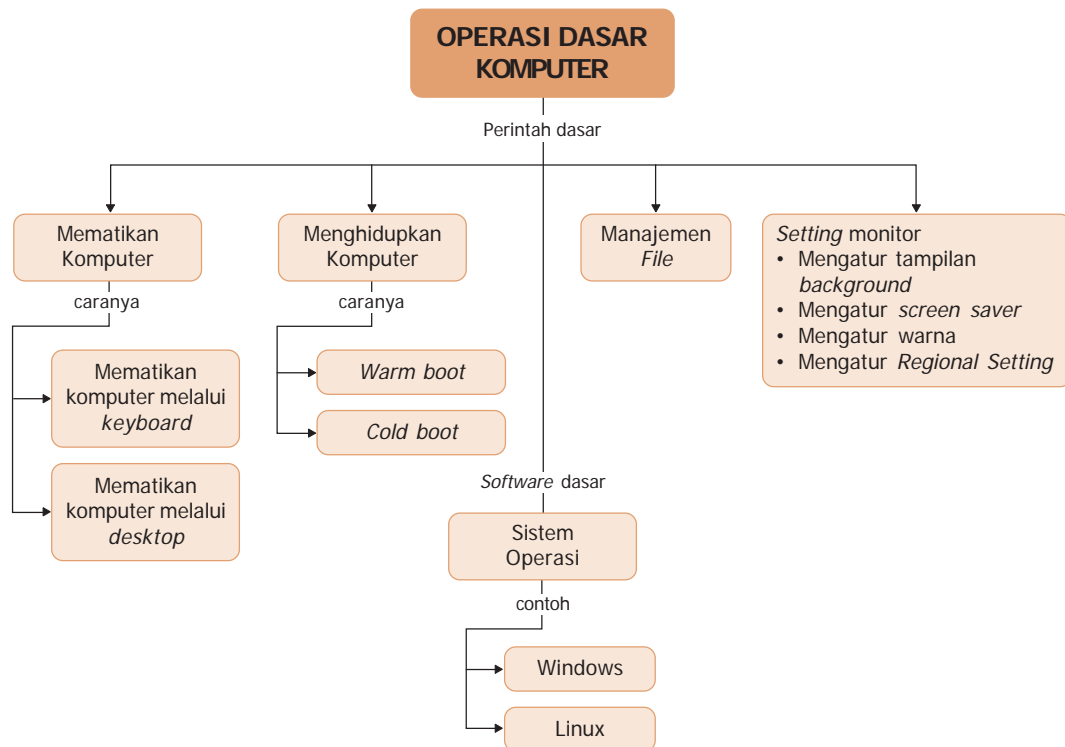 OPERASI DASAR
KOMPUTER
Perintah dasar
Mematikan
Komputer
caranya
Mematikan
komputer melalui
keyboard
Mematikan
komputer melalui
desktop
Menghidupkan
Komputer
caranya
Warm boot
Cold boot
Manajemen
File
Setting monitor
• Mengatur tampilan
background
• Mengatur screen saver
• Mengatur warna
• Mengatur Regional Setting
Software dasar
Sistem
Operasi
contoh
Windows
Linux